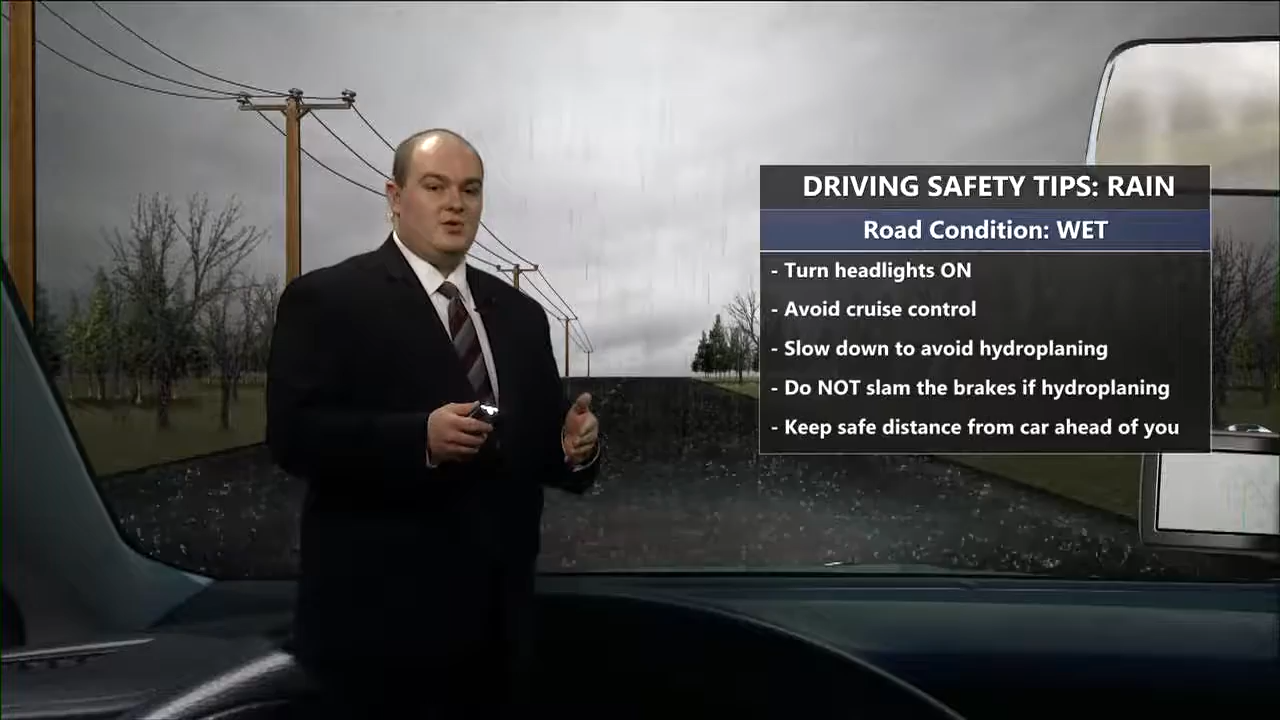 DRIVING SAFETY TIPS: RAIN
Road Condition: WET
- Turn headlights ON
- Avoid cruise control
- Slow down to avoid hydroplaning
- Do NOT slam the brakes if hydroplaning
- Keep safe distance from car ahead of you